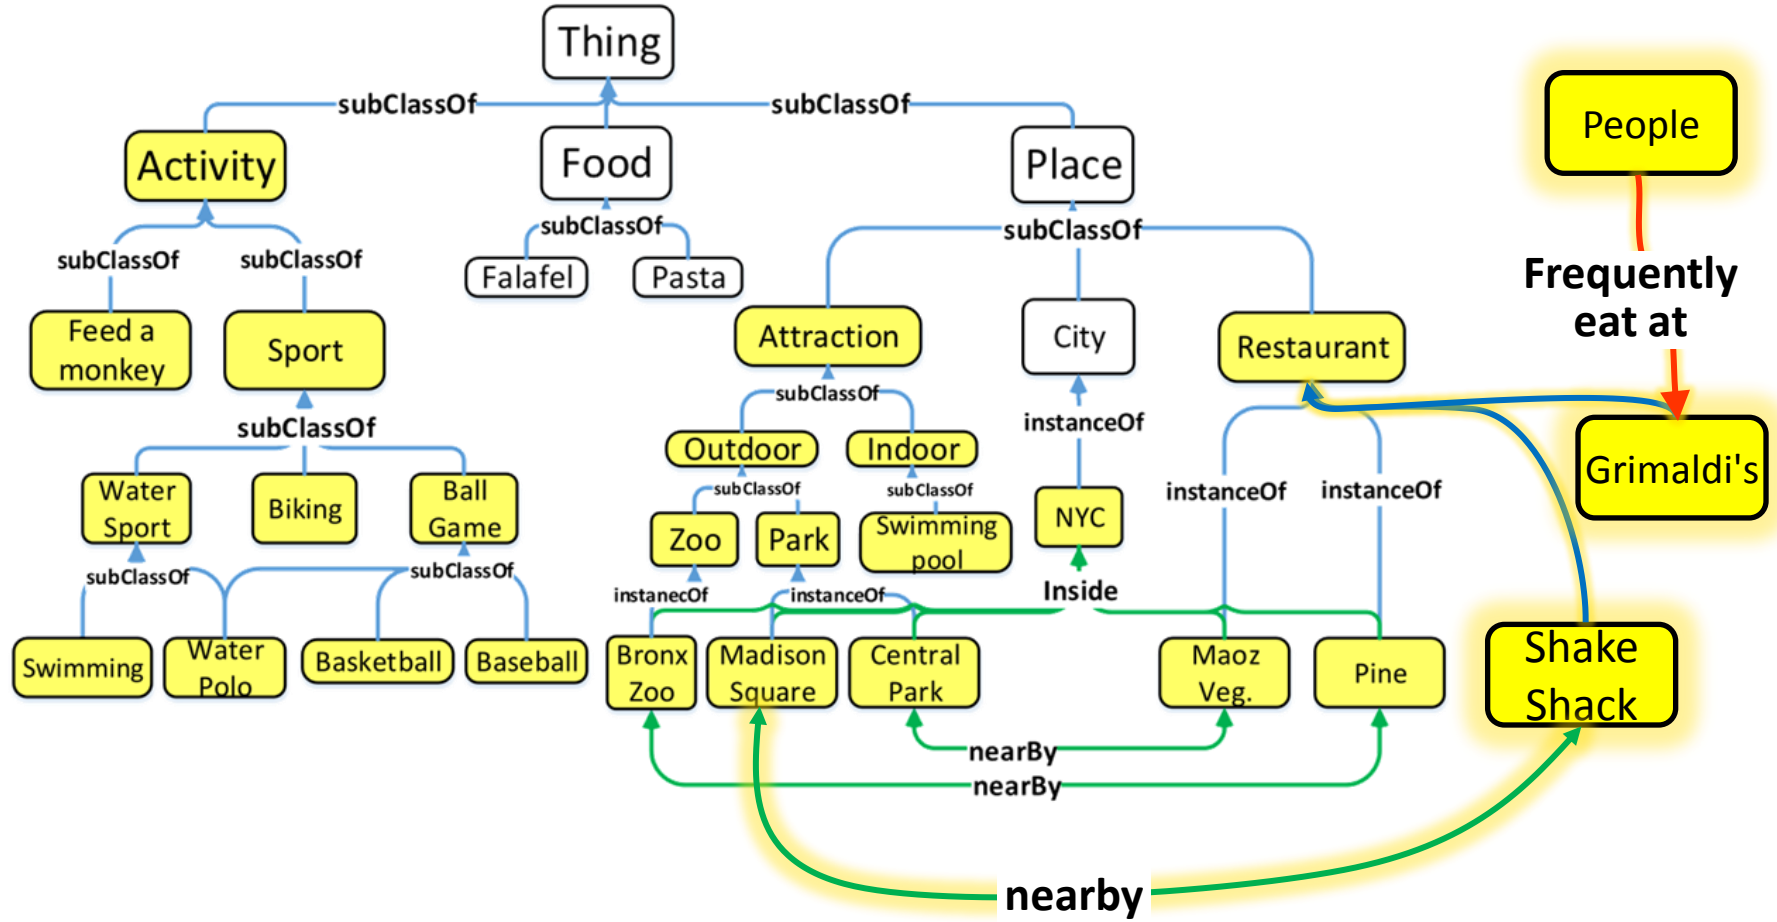 Thing
subClassOf
subClassOf
People
Activity
Food
Place
subClassOf
subClassOf
subClassOf
subClassOf
Frequently
eat at
Falafel
Pasta
Feed a
monkey
Sport
Attraction
City
Restaurant
subClassOf
subClassOf
instanceOf
Grimaldi's
Outdoor
Indoor
subClassOf
subClassOf
instanceOf
instanceOf
Water
Sport
Biking
Ball
Game
Zoo
Park
Swimming
pool
NYC
subClassOf
subClassOf
instanecOf
instanceOf
Inside
Swimming
Water
Polo
Basketball
Baseball
Bronx
Zoo
Madison
Square
Central
Park
Maoz
Veg.
Pine
Shake
Shack
nearBy
nearBy
nearby